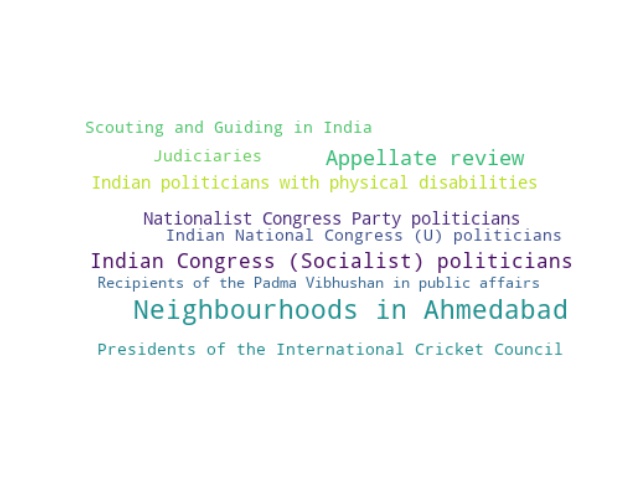 Scouting and Guiding in India
Judiciaries
Appellate review
Indian politicians with physical disabilities
Nationalist Congress Party politicians
Indian National Congress (U) politicians
Indian Congress (Socialist) politicians
Recipients of the Padma Vibhushan in public affairs
Neighbourhoods in Ahmedabad
Presidents of the International Cricket Council